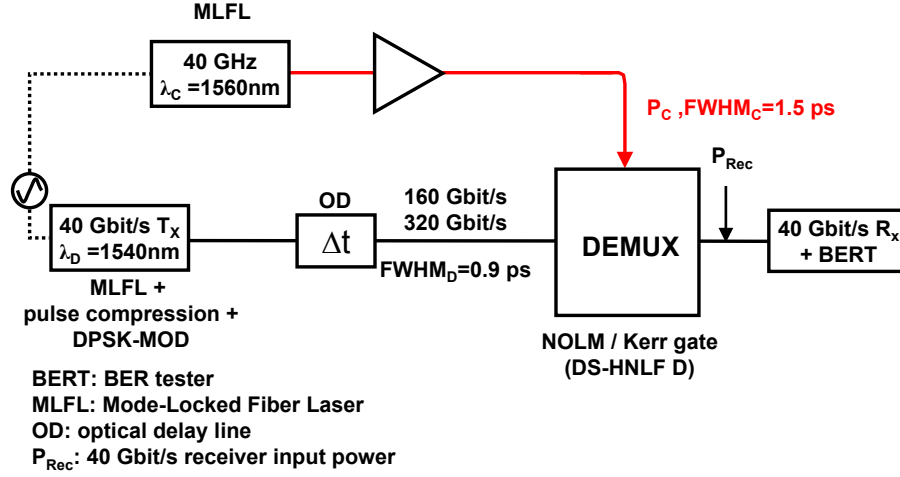 MLFL
40 GHz
λC =1560nm
PC ,FWHMC=1.5 ps
PRec
OD
160 Gbit/s
320 Gbit/s
40 Gbit/s TX
λD =1540nm
Δt
DEMUX
40 Gbit/s Rx
+ BERT
FWHMD=0.9 ps
MLFL +
pulse compression +
DPSK-MOD
NOLM / Kerr gate
(DS-HNLF D)
BERT: BER tester
MLFL: Mode-Locked Fiber Laser
OD: optical delay line
PRec: 40 Gbit/s receiver input power